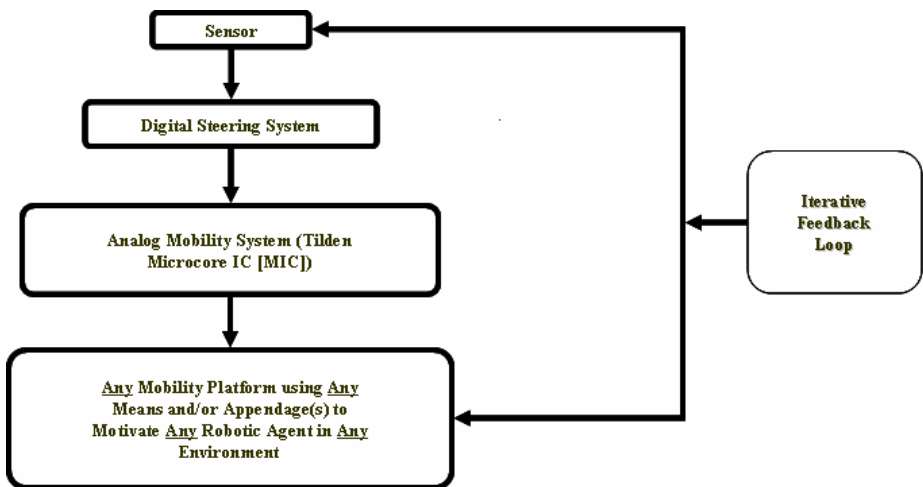 Sensor
Digital Steering System
Analog Mobility System (Tilden
Microcore IC [MIC])
Iterative
Feedback
Loop
Any Mobility Platform using Any
Means and/or Appendage(s) to
Motivate Any Robotic Agent in Any
Environment